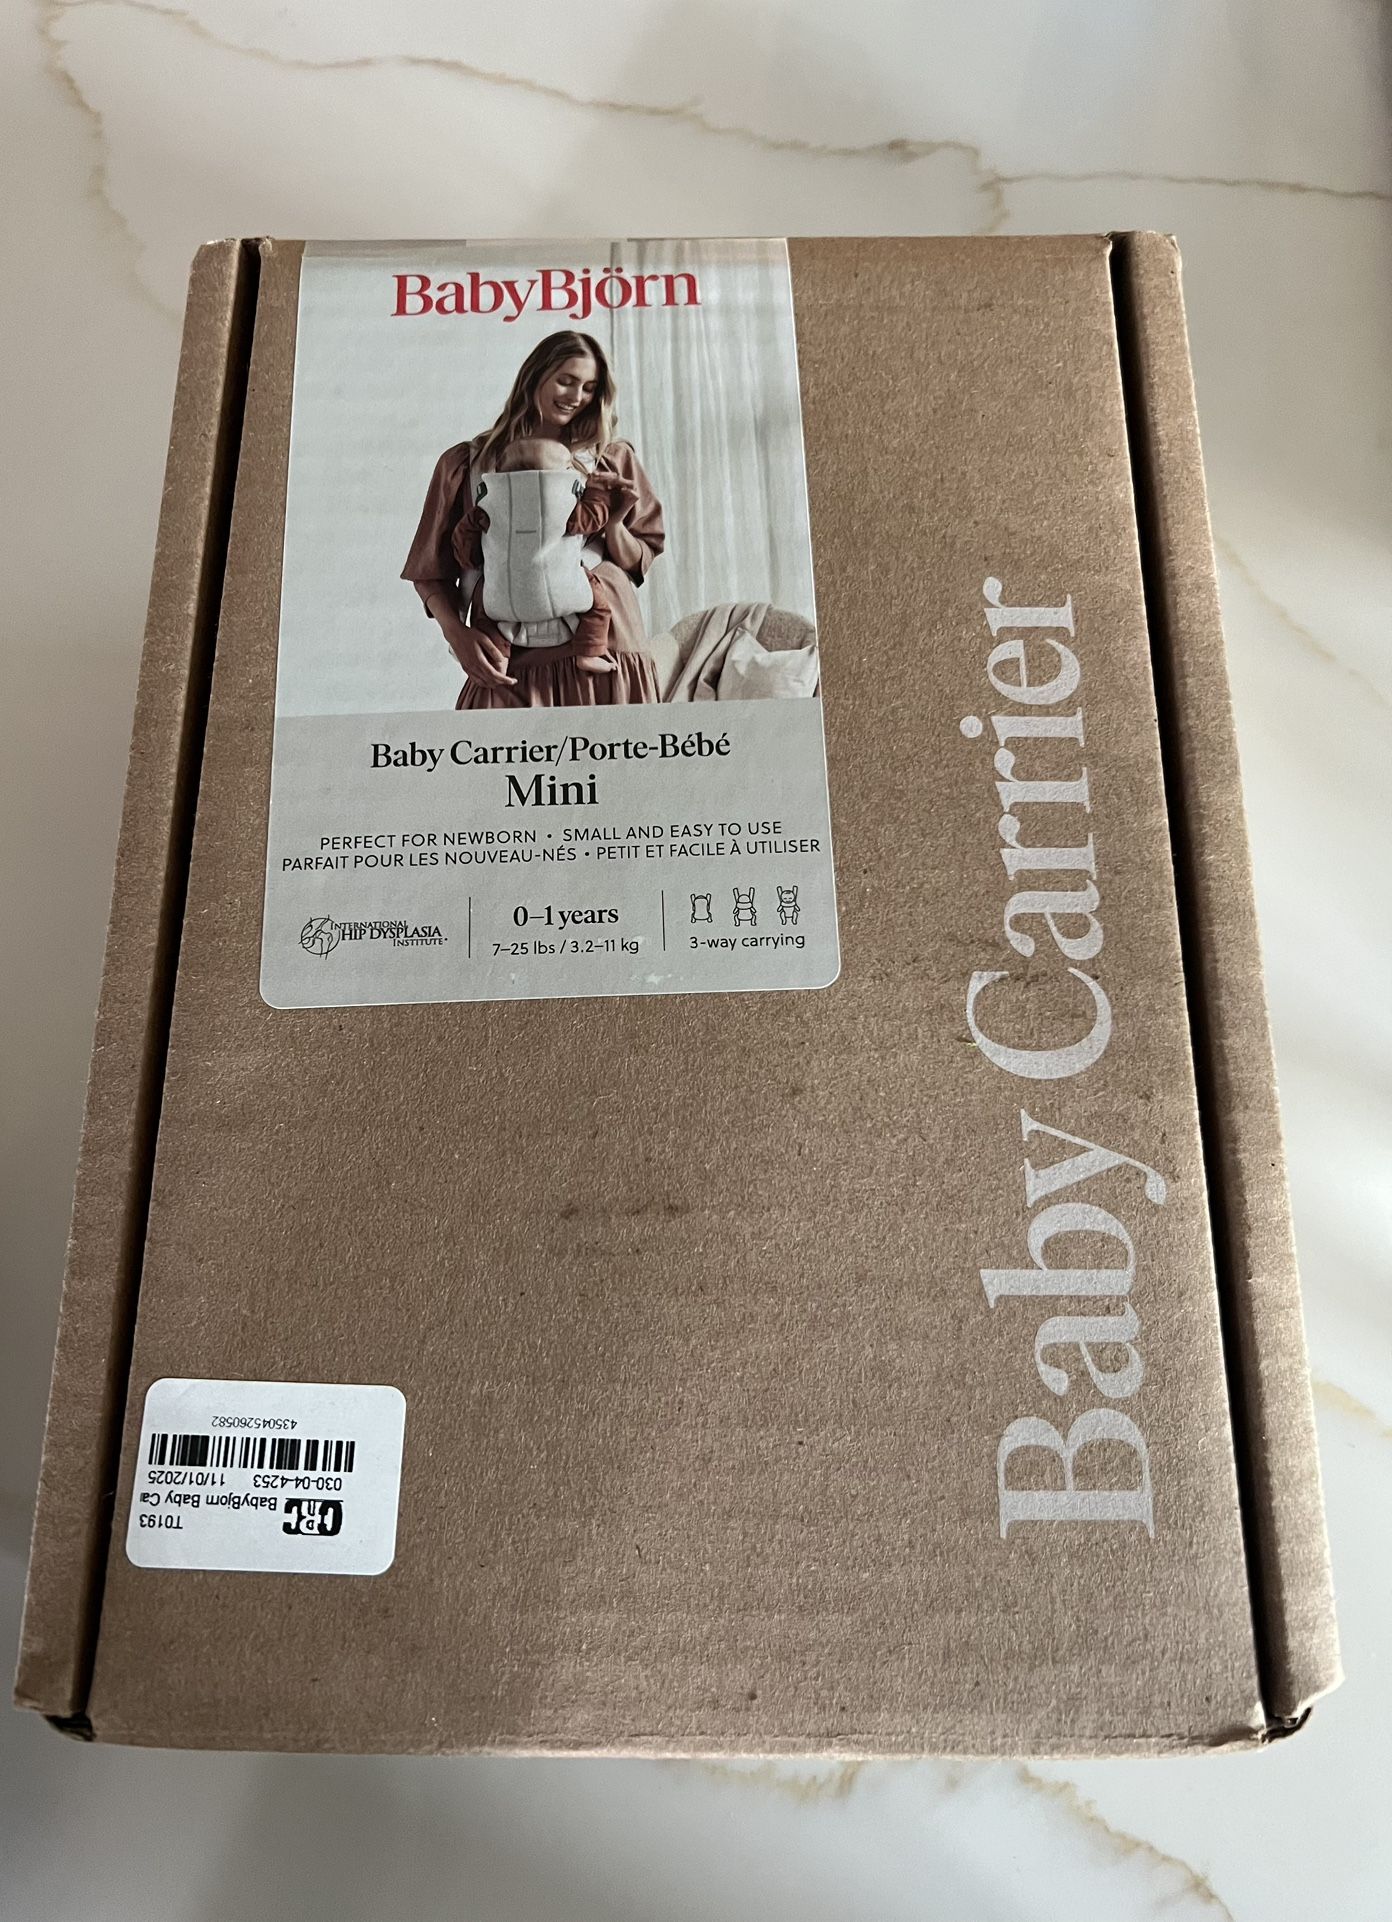 BabyBjörn
Baby Carrier/Porte-Bébé
Mini
PERFECT FOR NEWBORN • SMALL AND EASY TO USE
PARFAIT POUR LES NOUVEAU-NÉS • PETIT ET FACILE À UTILISER
INTERNATIONAL
HIP DYSPLASIA
INSTITUTE
0–1 years
7–25 lbs / 3.2–11 kg
3-way carrying
Baby Carrier
T0193
BabyBjorn Baby Ca
030-04-4253 11/01/2025
435045260582